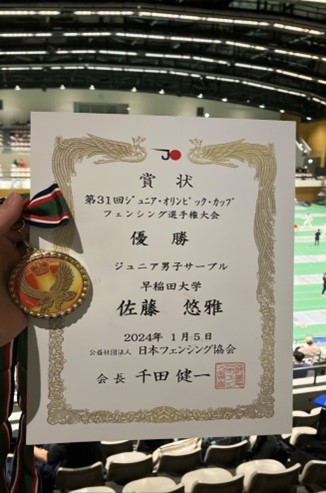 JO
賞状
第31回ジュニア・オリンピック・カップ
フェンシング選手権大会
優勝
ジュニア男子サーブル
早稲田大学
佐藤 悠雅
2024年 1月5日
公益社団法人 日本フェンシング協会
会長 千田 健一